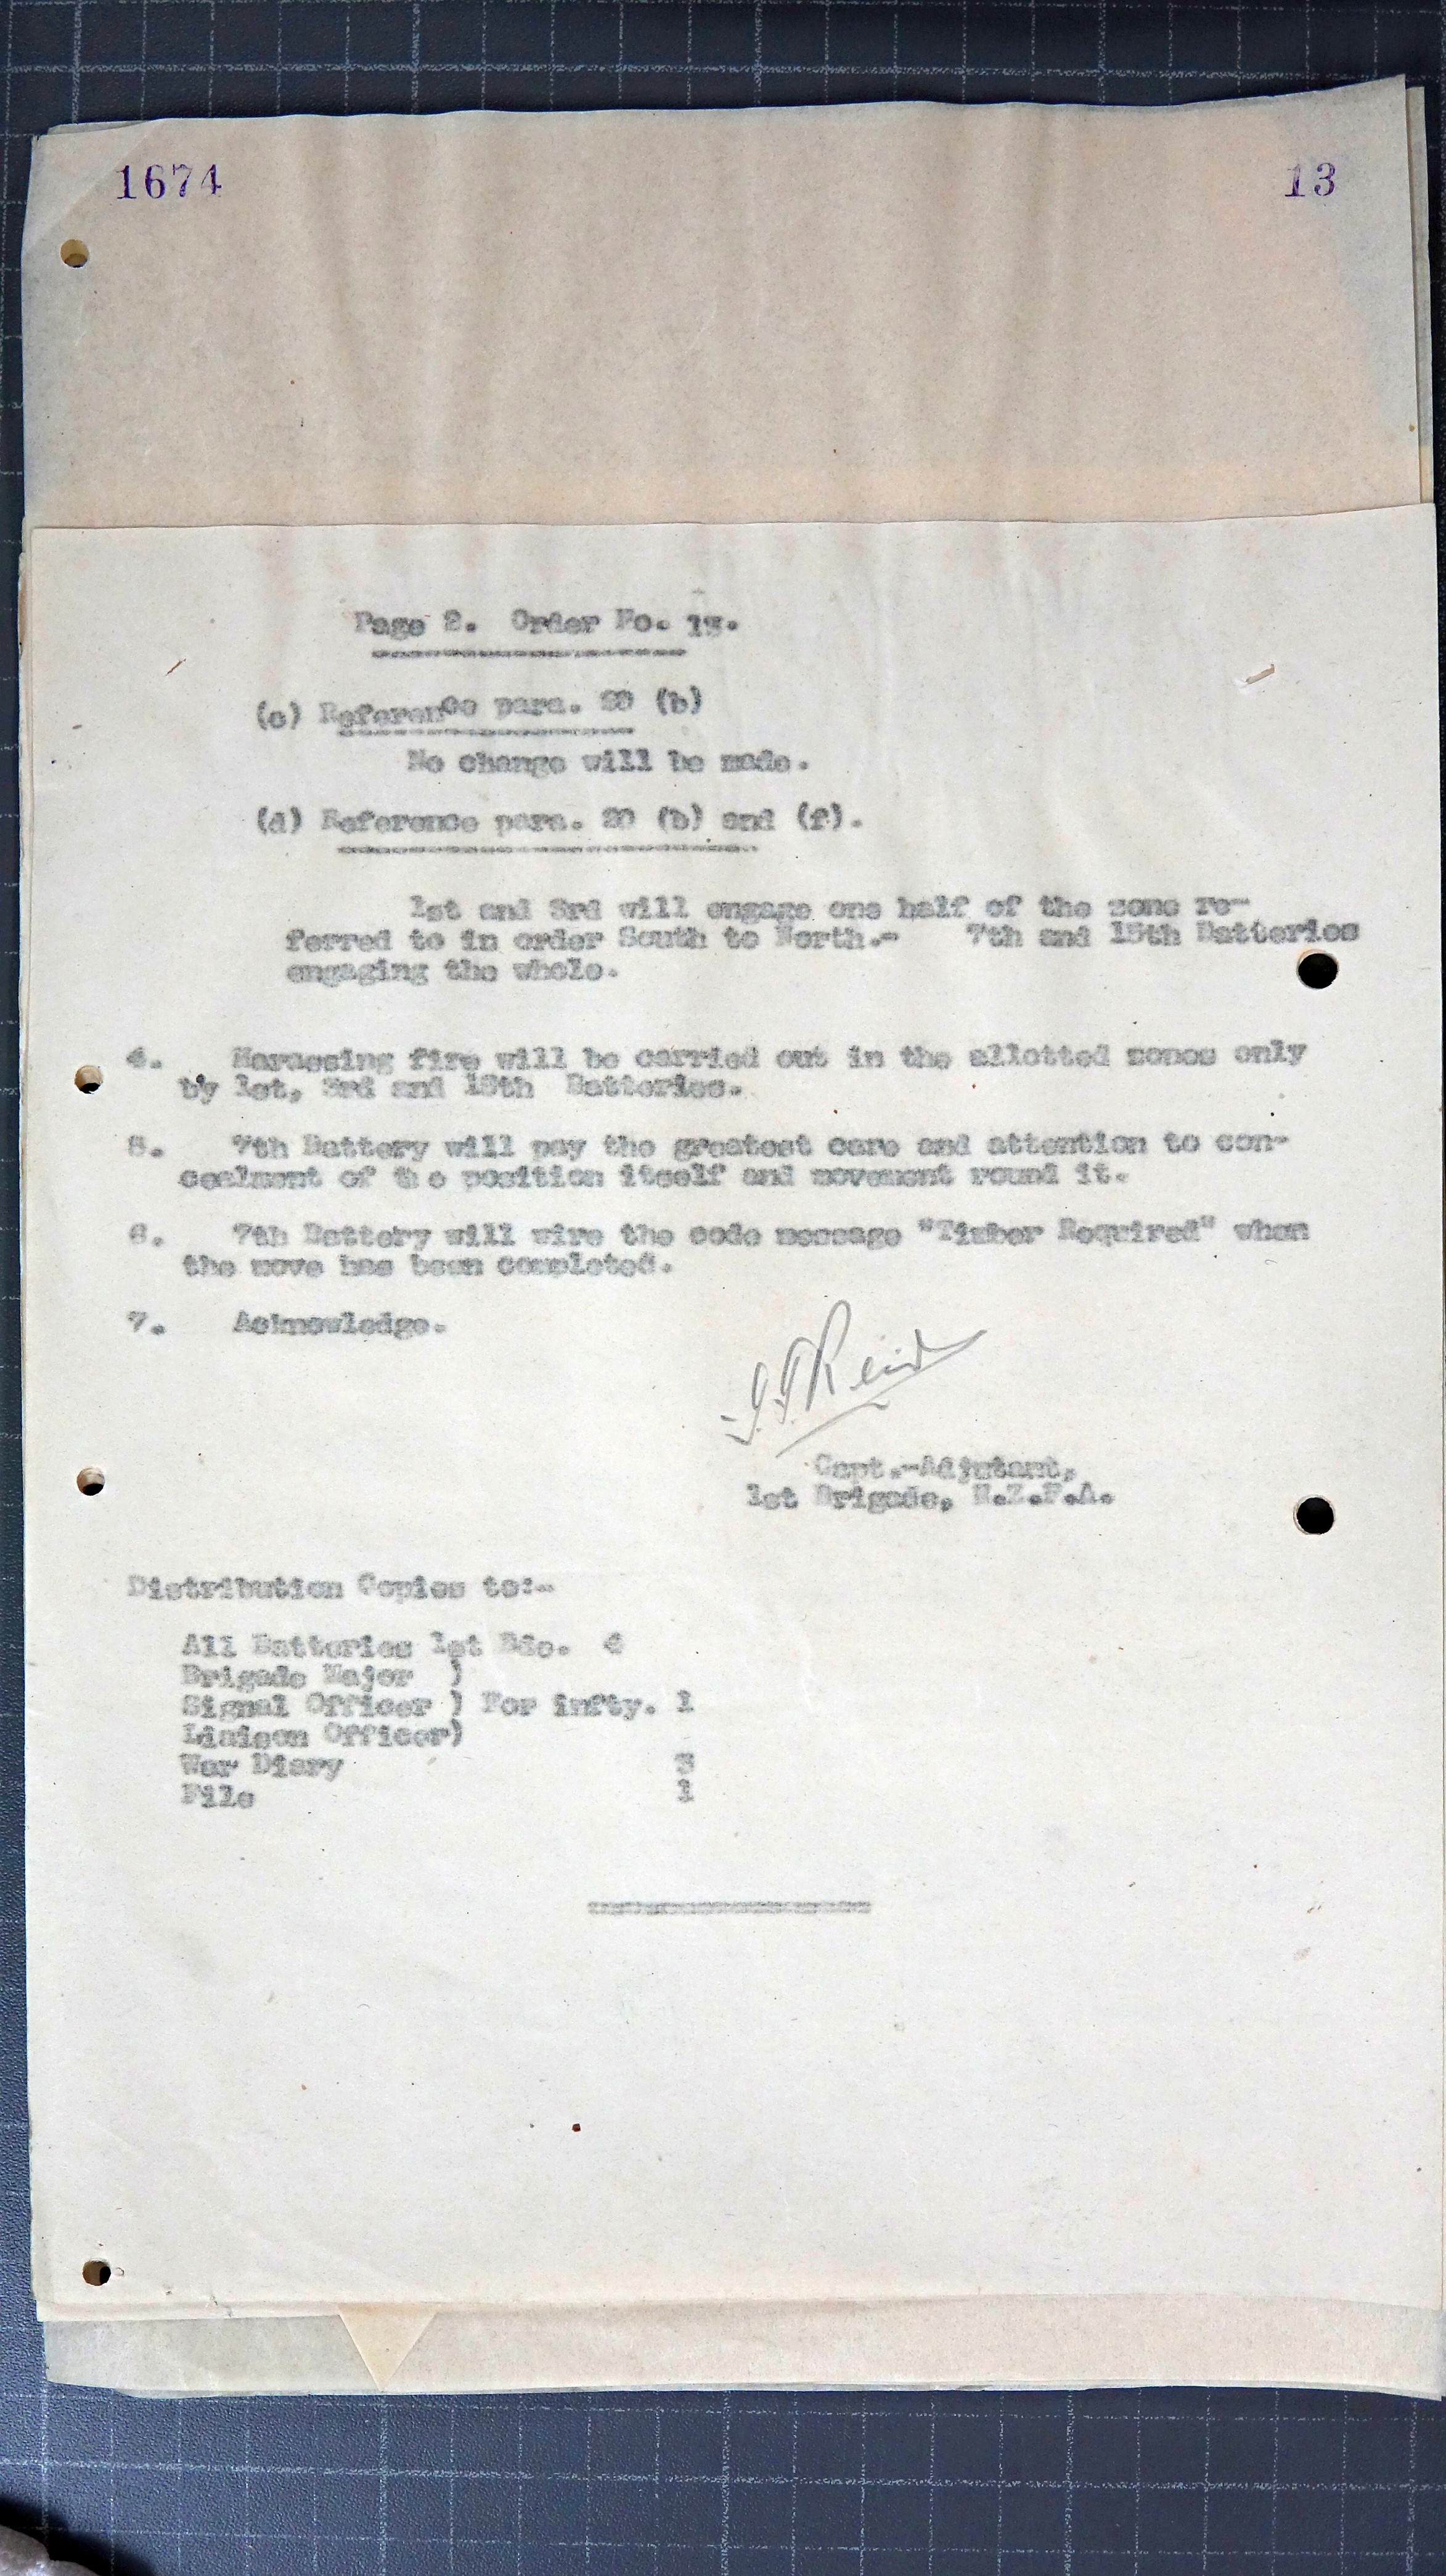 1674 13
Page 2. Order No. 13.
(c) Reference para. 20 (b)
No change will be made.
(d) Reference para. 20 (b) and (f).
1st and 3rd will engage one half of the zone re-
ferred to in order South to North.- 7th and 15th Batteries
engaging the whole.
4. Harassing fire will be carried out in the allotted zones only
by 1st, 3rd and 15th Batteries.
5. 7th Battery will pay the greatest care and attention to con-
cealment of th e position itself and movement round it.
6. 7th Battery will wire the code message "Timber Required" when
the move has been completed.
7. Acknowledge.
Reid
Capt.-Adjutant,
1st Brigade, N.Z.F.A.
Distribution Copies to:-
All Batteries 1st Bde. 4
Brigade Major )
Signal Officer ) For infty. 1
Liaison Officer)
War Diary 3
File 1